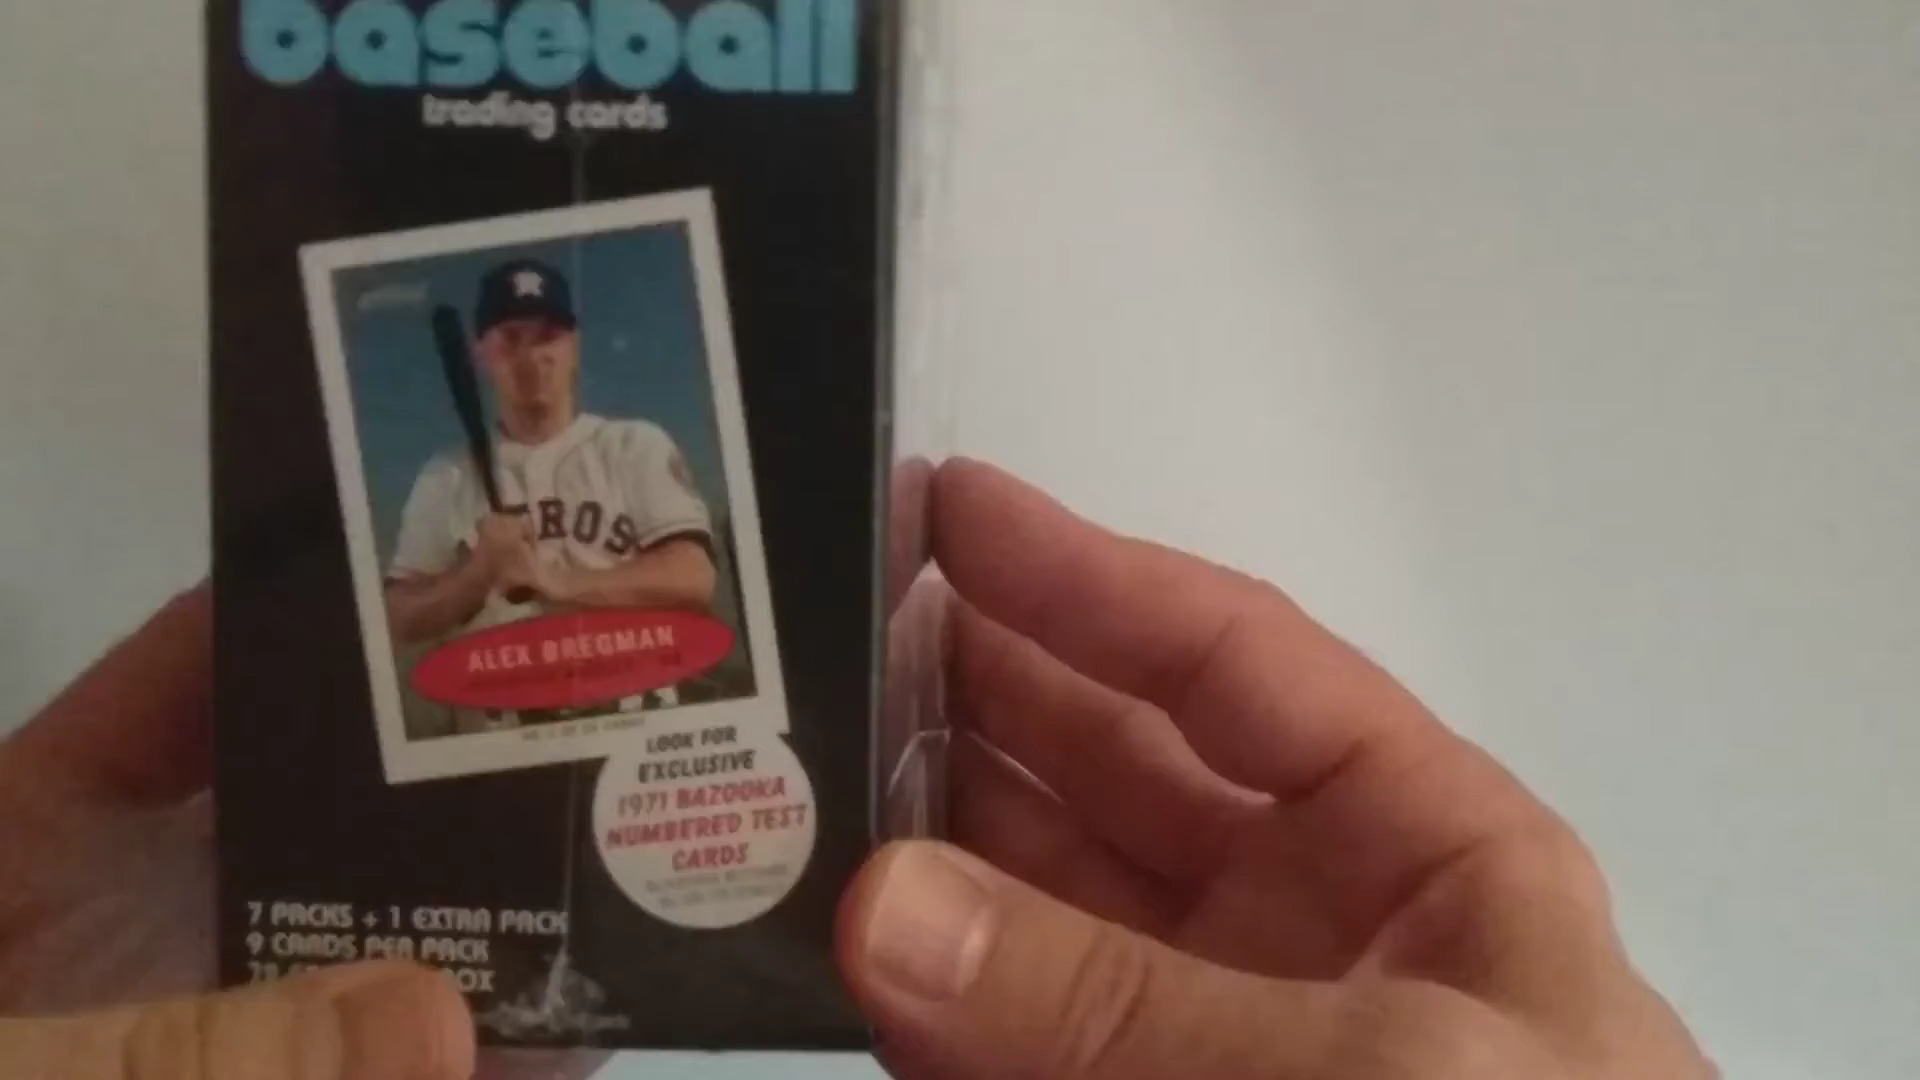 baseball
trading cards
ROS
ALEX BREGMAN
LOOK FOR
EXCLUSIVE
1971 BAZOOKA
NUMBERED TEST
CARDS
7 PACKS + 1 EXTRA PACK
9 CARDS PER PACK